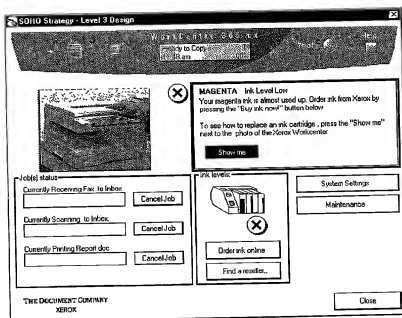 SOHO Strategy - Level 3 Design
WorkCentre 365cx
Ready to Copy
Help
MAGENTA Ink Level Low
Your magenta ink is almost used up. Order ink from Xerox by
pressing the "Buy ink now!" button below
To see how to replace an ink cartridge , press the "Show me"
next to the photo of the Xerox Workcenter
Show me
Job(s) status
Currently Receiving Fax to Inbox
Cancel Job
Currently Scanning to Inbox
Cancel Job
Currently Printing Report doc
Cancel Job
Ink levels:
Order ink online
Find a reseller..
System Settings
Maintenance
THE DOCUMENT COMPANY
XEROX
Close